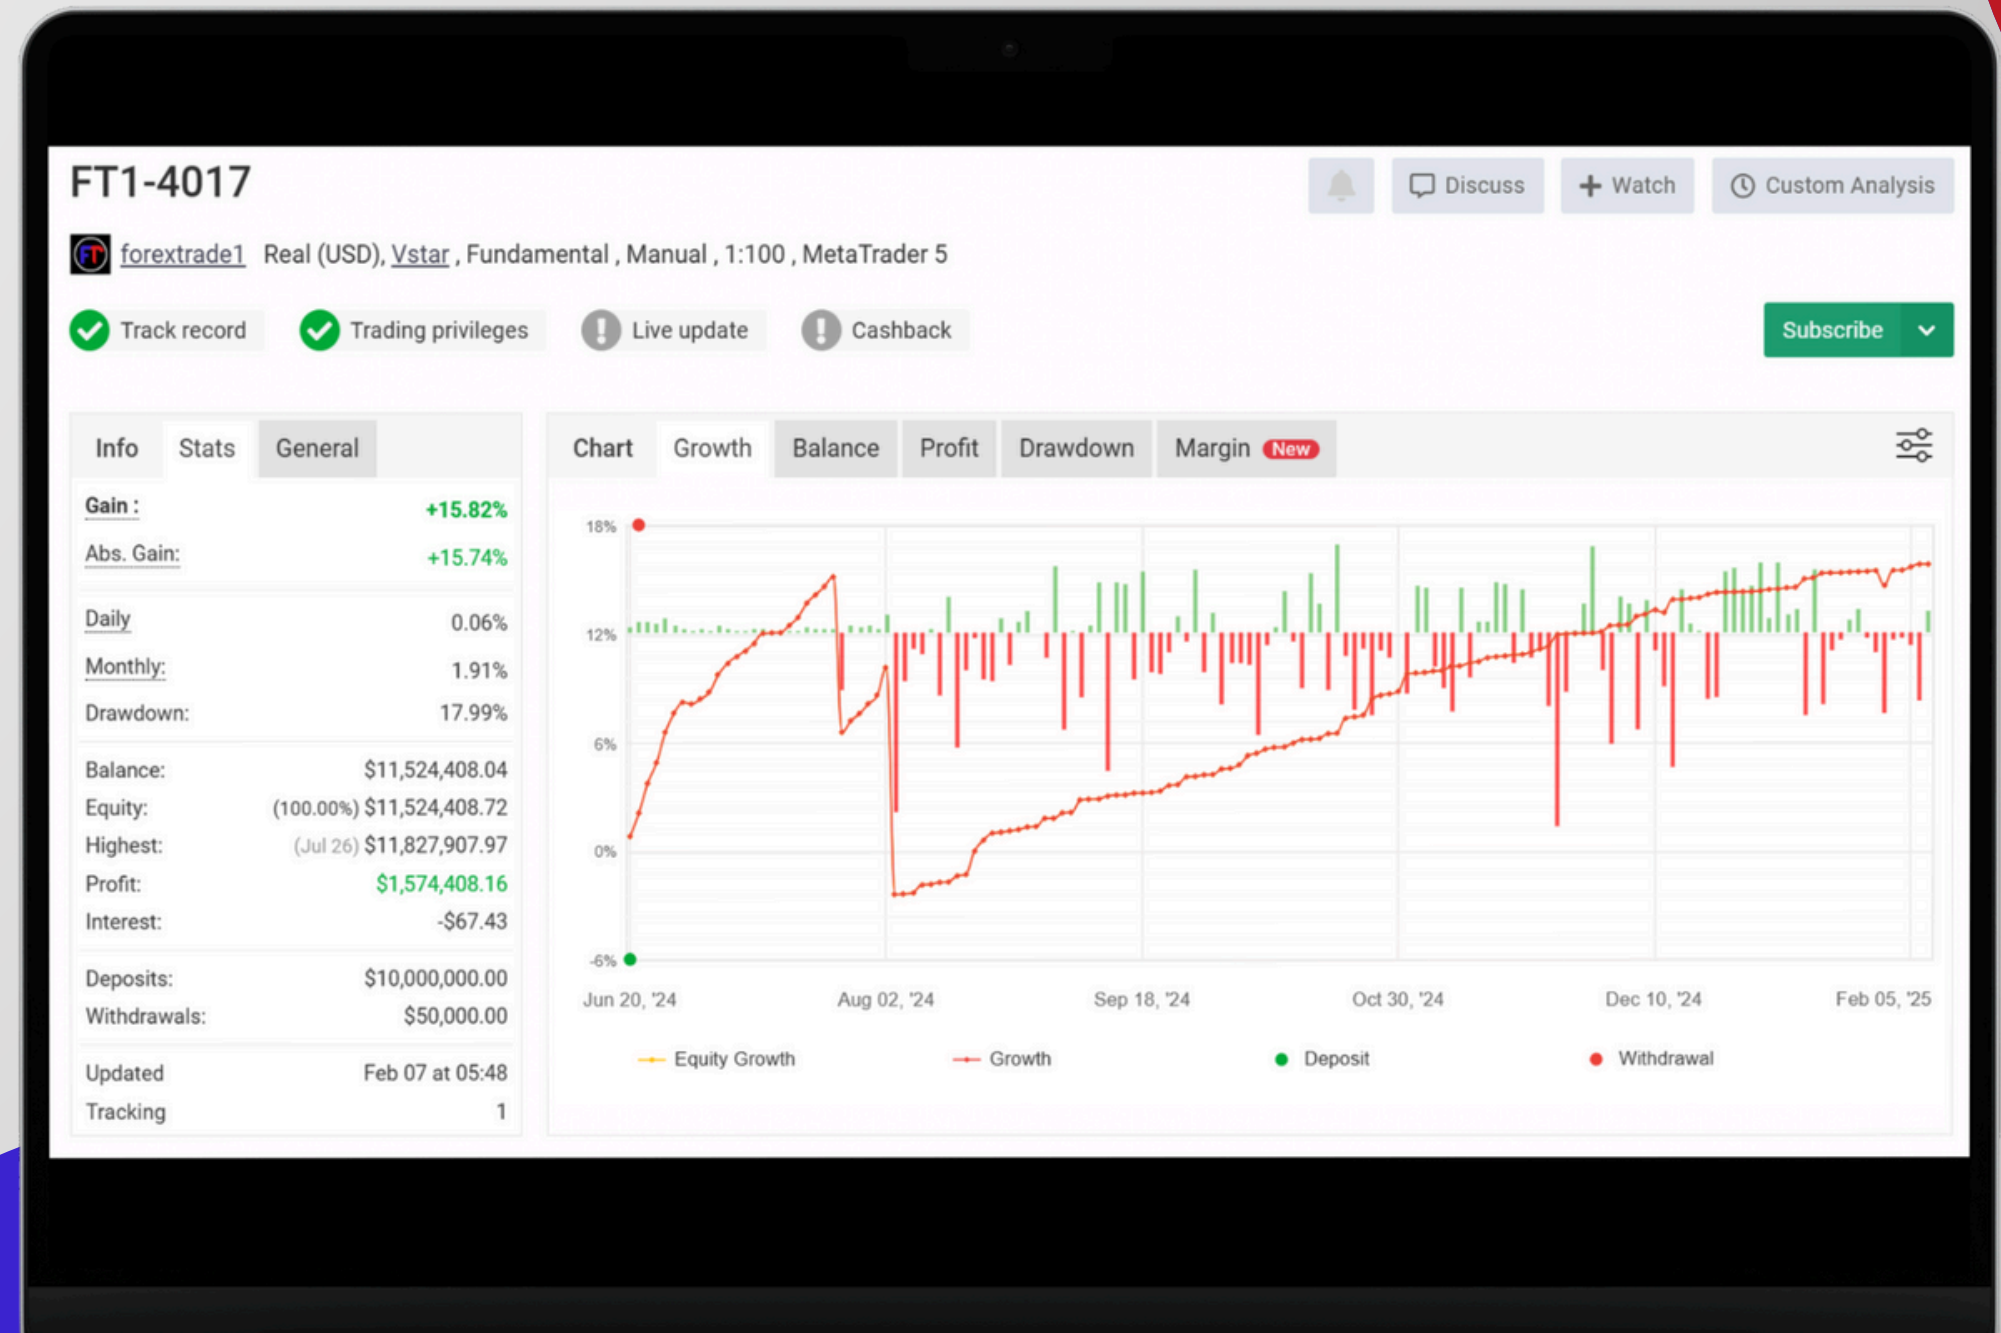 FT1-4017
Discuss
Watch
Custom Analysis
FT
forextrade1 Real (USD), Vstar , Fundamental , Manual , 1:100 , MetaTrader 5
Track record
Trading privileges
Live update
Cashback
Subscribe
Info Stats General
Gain : +15.82%
Abs. Gain: +15.74%
Daily 0.06%
Monthly: 1.91%
Drawdown: 17.99%
Balance: $11,524,408.04
Equity: (100.00%) $11,524,408.72
Highest: (Jul 26) $11,827,907.97
Profit: $1,574,408.16
Interest: -$67.43
Deposits: $10,000,000.00
Withdrawals: $50,000.00
Updated Feb 07 at 05:48
Tracking 1
Chart Growth Balance Profit Drawdown Margin New
18%
12%
6%
0%
-6%
Jun 20, '24 Aug 02, '24 Sep 18, '24 Oct 30, '24 Dec 10, '24 Feb 05, '25
Equity Growth Growth Deposit Withdrawal